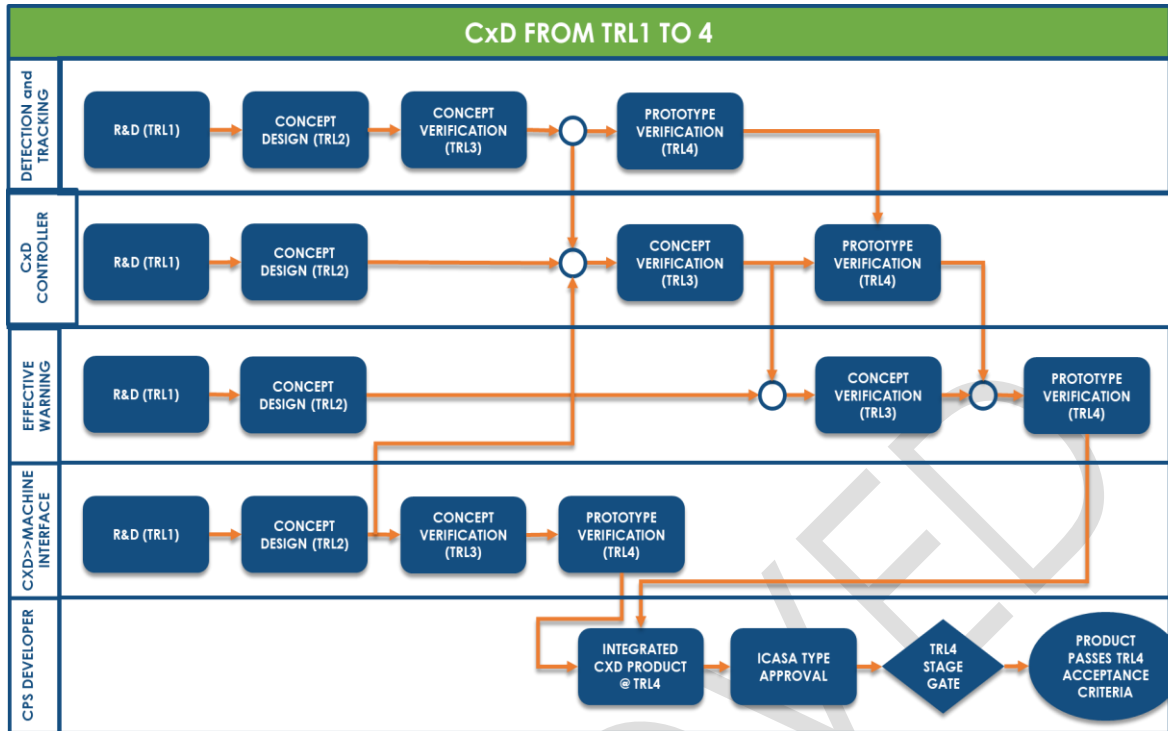 CxD FROM TRL1 TO 4
DETECTION and
TRACKING
R&D (TRL1)
CONCEPT
DESIGN (TRL2)
CONCEPT
VERIFICATION
(TRL3)
PROTOTYPE
VERIFICATION
(TRL4)
CxD
CONTROLLER
R&D (TRL1)
CONCEPT
DESIGN (TRL2)
CONCEPT
VERIFICATION
(TRL3)
PROTOTYPE
VERIFICATION
(TRL4)
EFFECTIVE
WARNING
R&D (TRL1)
CONCEPT
DESIGN (TRL2)
CONCEPT
VERIFICATION
(TRL3)
PROTOTYPE
VERIFICATION
(TRL4)
CXD>>MACHINE
INTERFACE
R&D (TRL1)
CONCEPT
DESIGN (TRL2)
CONCEPT
VERIFICATION
(TRL3)
PROTOTYPE
VERIFICATION
(TRL4)
CPS DEVELOPER
INTEGRATED
CXD PRODUCT
@ TRL4
ICASA TYPE
APPROVAL
TRL4
STAGE
GATE
PRODUCT
PASSES TRL4
ACCEPTANCE
CRITERIA